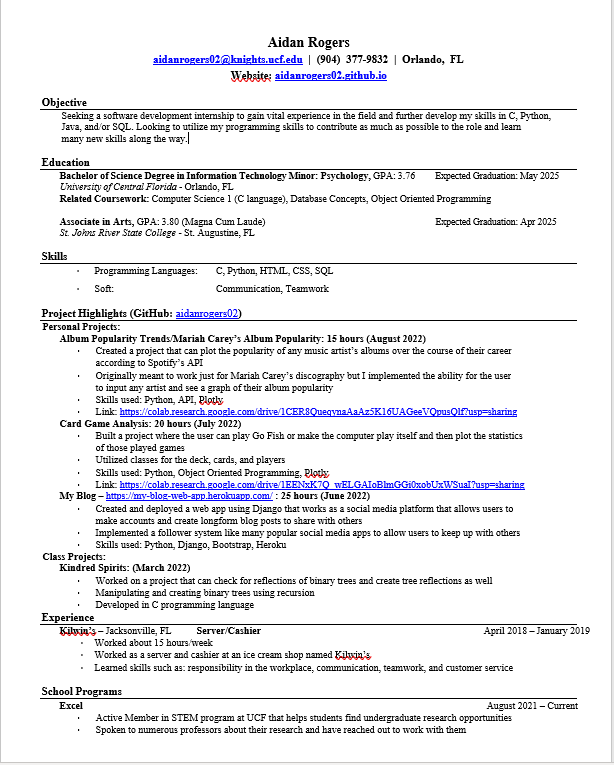 Aidan Rogers
aidanrogers02@knights.ucf.edu | (904) 377-9832 | Orlando, FL
Website: aidanrogers02.github.io
Objective
Seeking a software development internship to gain vital experience in the field and further develop my skills in C, Python,
Java, and/or SQL. Looking to utilize my programming skills to contribute as much as possible to the role and learn
many new skills along the way.
Education
Bachelor of Science Degree in Information Technology Minor: Psychology, GPA: 3.76 Expected Graduation: May 2025
University of Central Florida - Orlando, FL
Related Coursework: Computer Science 1 (C language), Database Concepts, Object Oriented Programming
Associate in Arts, GPA: 3.80 (Magna Cum Laude) Expected Graduation: Apr 2025
St. Johns River State College - St. Augustine, FL
Skills
· Programming Languages: C, Python, HTML, CSS, SQL
· Soft: Communication, Teamwork
Project Highlights (GitHub: aidanrogers02)
Personal Projects:
Album Popularity Trends/Mariah Carey's Album Popularity: 15 hours (August 2022)
· Created a project that can plot the popularity of any music artist's albums over the course of their career
according to Spotify's API
· Originally meant to work just for Mariah Carey's discography but I implemented the ability for the user
to input any artist and see a graph of their album popularity
· Skills used: Python, API, Plotly
· Link: https://colab.research.google.com/drive/1CER8QueqvnaAaAz5K16UAGeeVQpusQlf?usp=sharing
Card Game Analysis: 20 hours (July 2022)
· Built a project where the user can play Go Fish or make the computer play itself and then plot the statistics
of those played games
· Utilized classes for the deck, cards, and players
· Skills used: Python, Object Oriented Programming, Plotly
· Link: https://colab.research.google.com/drive/1EENxK7Q_wELGAIoBlmGGt0xobUxWSuaI?usp=sharing
My Blog – https://my-blog-web-app.herokuapp.com/ : 25 hours (June 2022)
· Created and deployed a web app using Django that works as a social media platform that allows users to
make accounts and create longform blog posts to share with others
· Implemented a follower system like many popular social media apps to allow users to keep up with others
· Skills used: Python, Django, Bootstrap, Heroku
Class Projects:
Kindred Spirits: (March 2022)
· Worked on a project that can check for reflections of binary trees and create tree reflections as well
· Manipulating and creating binary trees using recursion
· Developed in C programming language
Experience
Kilwin's – Jacksonville, FL Server/Cashier April 2018 – January 2019
· Worked about 15 hours/week
· Worked as a server and cashier at an ice cream shop named Kilwin's
· Learned skills such as: responsibility in the workplace, communication, teamwork, and customer service
School Programs
Excel August 2021 – Current
· Active Member in STEM program at UCF that helps students find undergraduate research opportunities
· Spoken to numerous professors about their research and have reached out to work with them